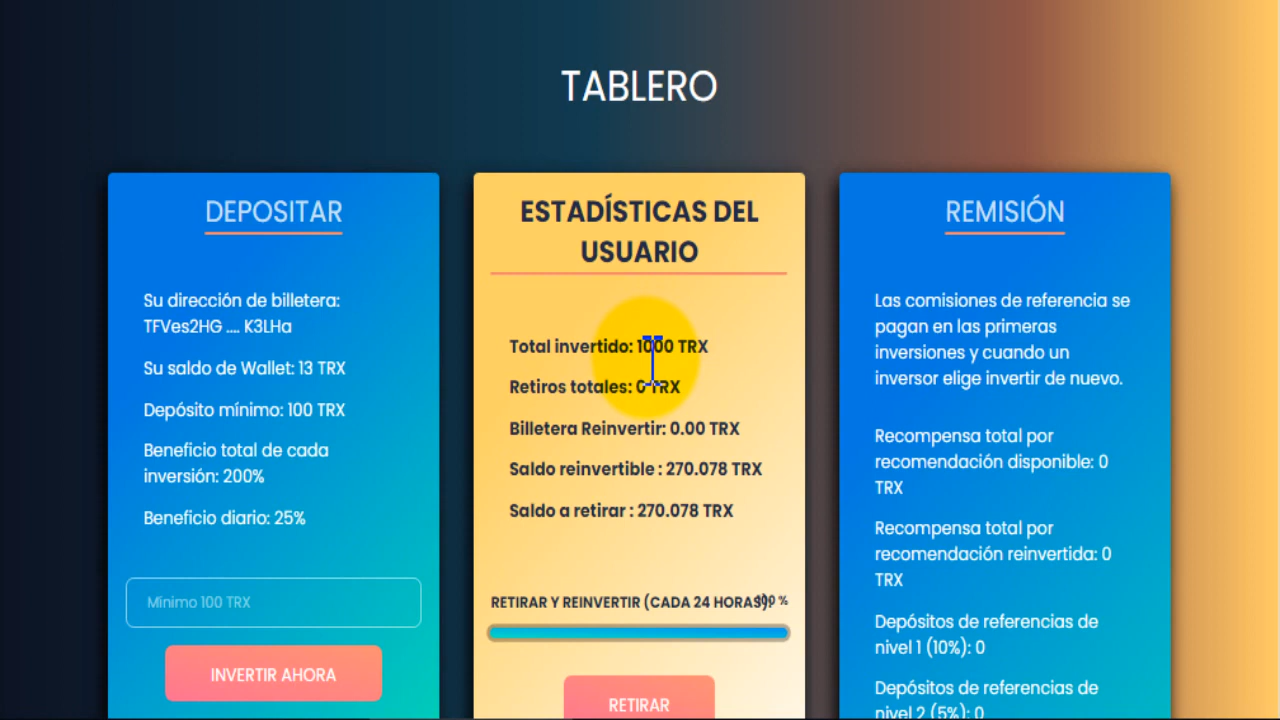 TABLERO
DEPOSITAR
Su dirección de billetera:
TFVes2HG .... K3LHa
Su saldo de Wallet: 13 TRX
Depósito mínimo: 100 TRX
Beneficio total de cada
inversión: 200%
Beneficio diario: 25%
Mínimo 100 TRX
INVERTIR AHORA
ESTADÍSTICAS DEL
USUARIO
Total invertido: 1000 TRX
Retiros totales: 0 TRX
Billetera Reinvertir: 0.00 TRX
Saldo reinvertible : 270.078 TRX
Saldo a retirar : 270.078 TRX
RETIRAR Y REINVERTIR (CADA 24 HORAS)? 100 %
RETIRAR
REMISIÓN
Las comisiones de referencia se
pagan en las primeras
inversiones y cuando un
inversor elige invertir de nuevo.
Recompensa total por
recomendación disponible: 0
TRX
Recompensa total por
recomendación reinvertida: 0
TRX
Depósitos de referencias de
nivel 1 (10%): 0
Depósitos de referencias de
nivel 2 (5%): 0